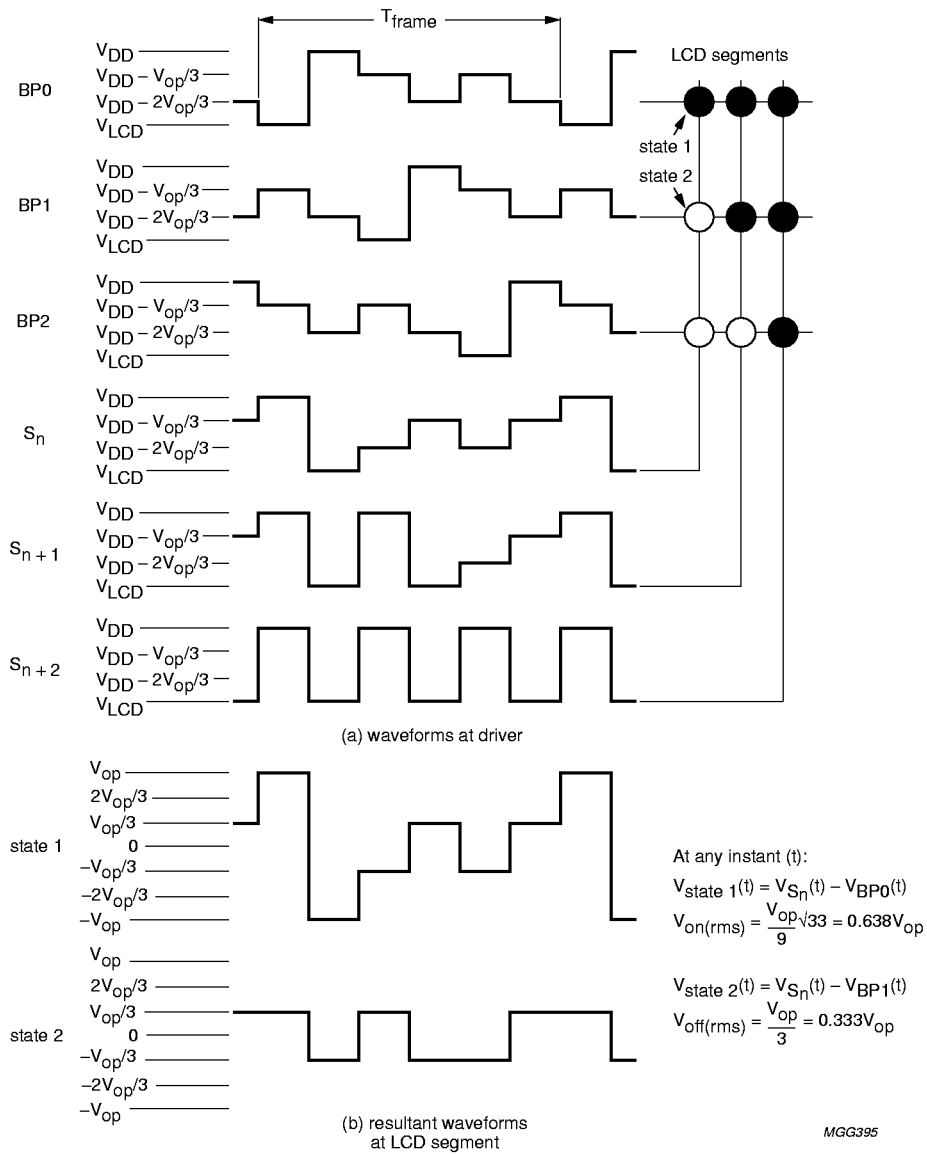 T_frame
BP0
V_DD
V_DD – V_op/3
V_DD – 2V_op/3
V_LCD
LCD segments
state 1
BP1
V_DD
V_DD – V_op/3
V_DD – 2V_op/3
V_LCD
state 2
BP2
V_DD
V_DD – V_op/3
V_DD – 2V_op/3
V_LCD
S_n
V_DD
V_DD – V_op/3
V_DD – 2V_op/3
V_LCD
S_n + 1
V_DD
V_DD – V_op/3
V_DD – 2V_op/3
V_LCD
S_n + 2
V_DD
V_DD – V_op/3
V_DD – 2V_op/3
V_LCD
(a) waveforms at driver
state 1
V_op
2V_op/3
V_op/3
0
–V_op/3
–2V_op/3
–V_op
At any instant (t):
V_state 1(t) = V_Sn(t) – V_BP0(t)
V_on(rms) = V_op/9 √33 = 0.638V_op
state 2
V_op
2V_op/3
V_op/3
0
–V_op/3
–2V_op/3
–V_op
V_state 2(t) = V_Sn(t) – V_BP1(t)
V_off(rms) = V_op/3 = 0.333V_op
(b) resultant waveforms
at LCD segment
MGG395